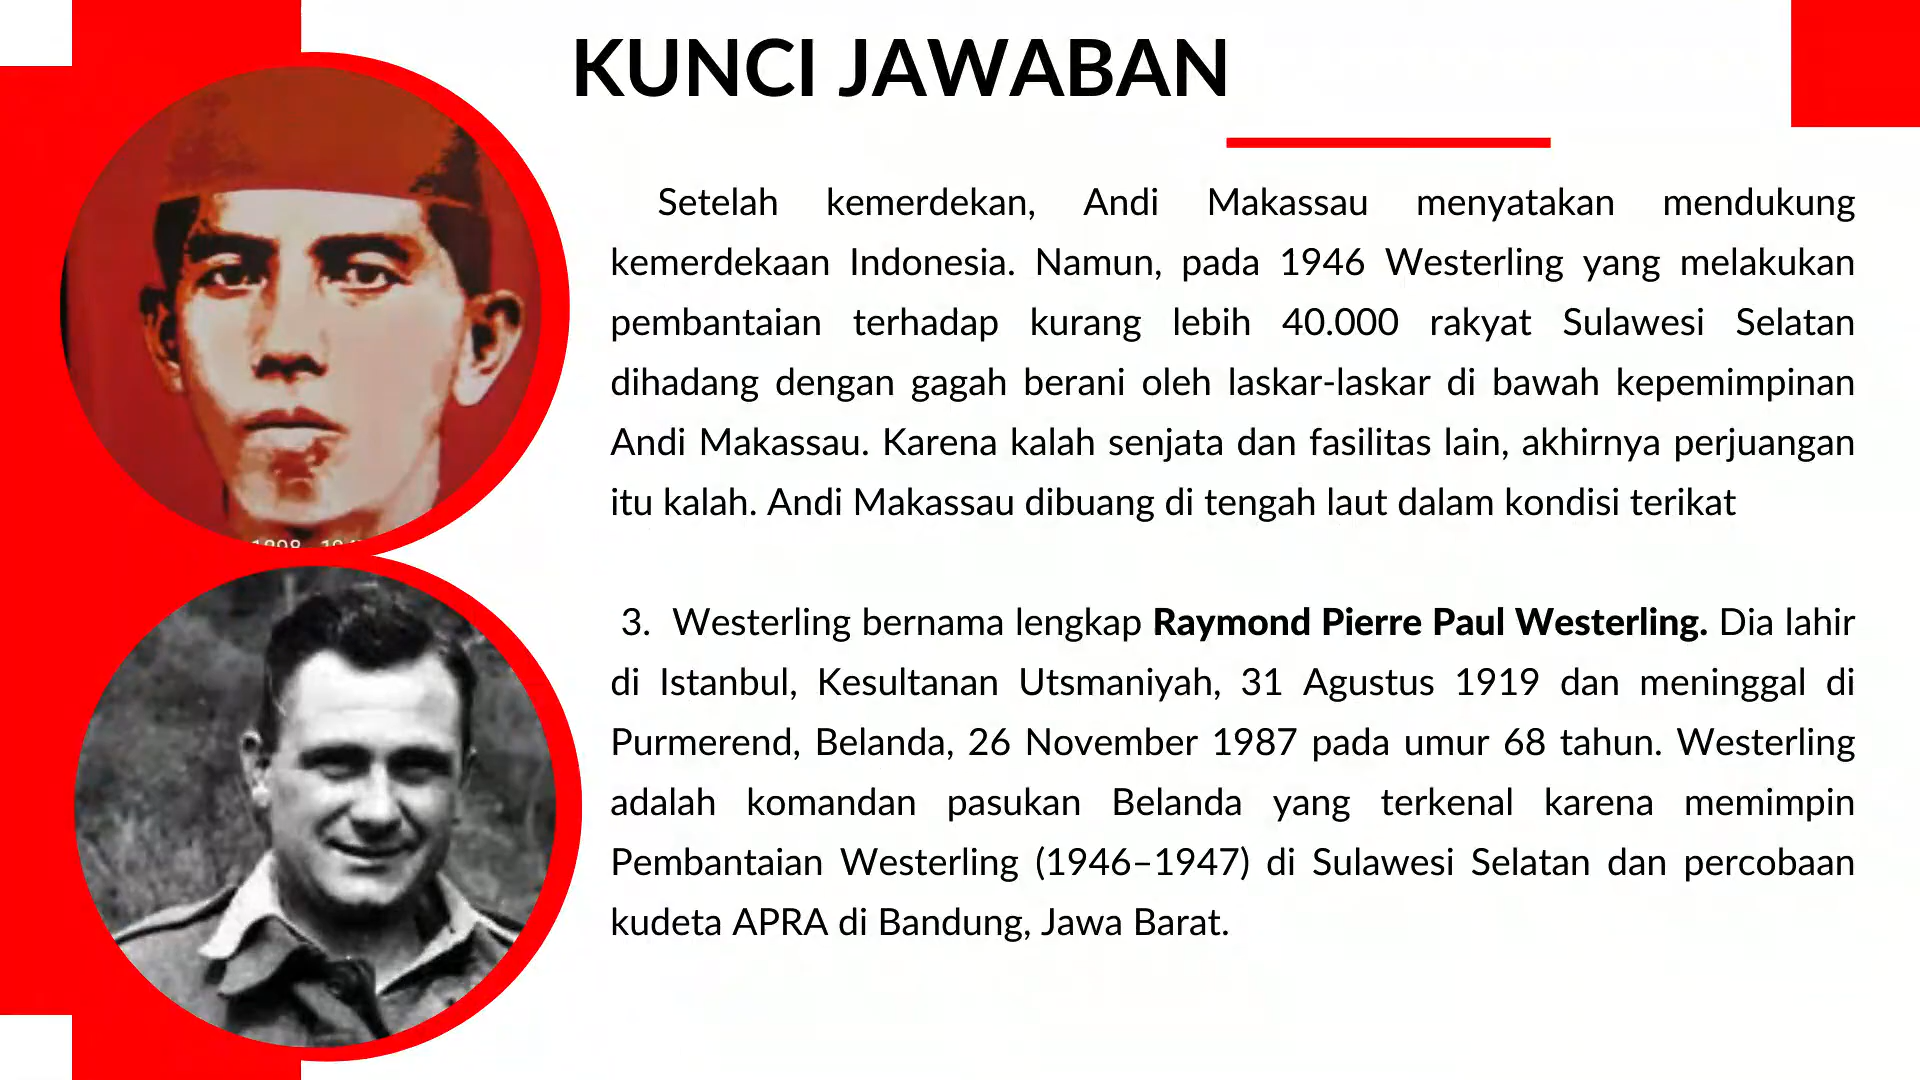 KUNCI JAWABAN
Setelah kemerdekan, Andi Makassau menyatakan mendukung
kemerdekaan Indonesia. Namun, pada 1946 Westerling yang melakukan
pembantaian terhadap kurang lebih 40.000 rakyat Sulawesi Selatan
dihadang dengan gagah berani oleh laskar-laskar di bawah kepemimpinan
Andi Makassau. Karena kalah senjata dan fasilitas lain, akhirnya perjuangan
itu kalah. Andi Makassau dibuang di tengah laut dalam kondisi terikat
3. Westerling bernama lengkap Raymond Pierre Paul Westerling. Dia lahir
di Istanbul, Kesultanan Utsmaniyah, 31 Agustus 1919 dan meninggal di
Purmerend, Belanda, 26 November 1987 pada umur 68 tahun. Westerling
adalah komandan pasukan Belanda yang terkenal karena memimpin
Pembantaian Westerling (1946–1947) di Sulawesi Selatan dan percobaan
kudeta APRA di Bandung, Jawa Barat.